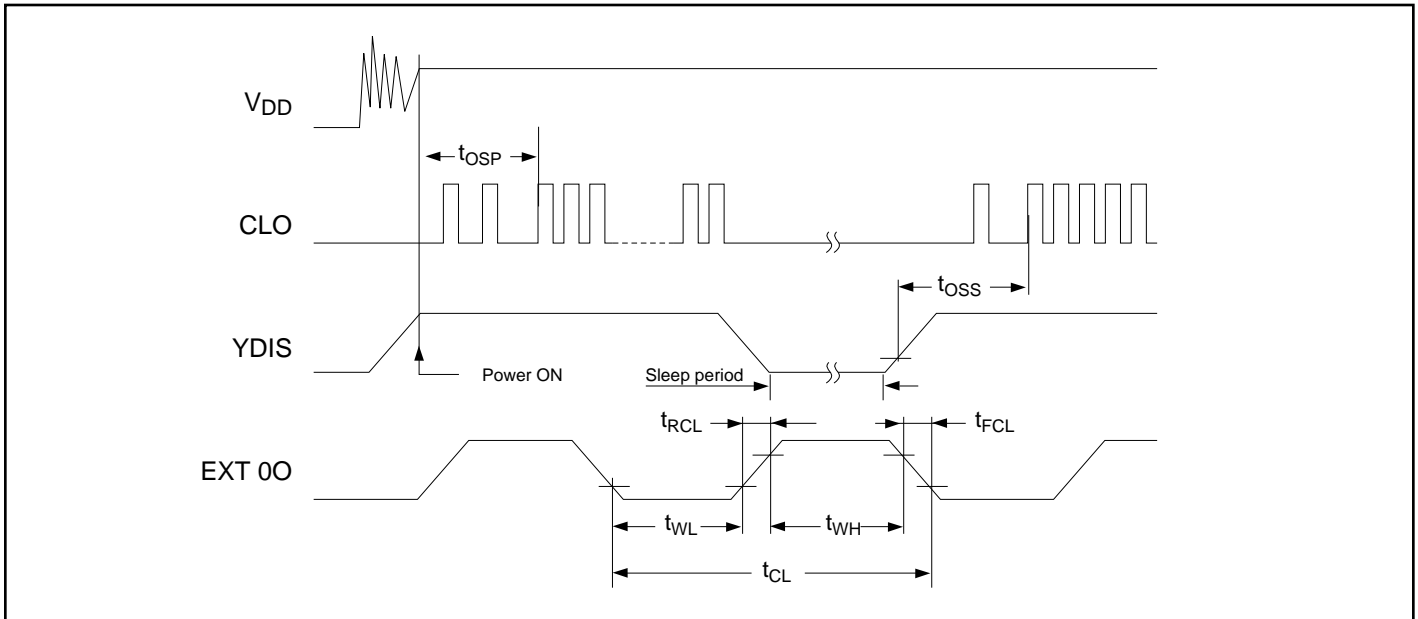 VDD
tOSP
CLO
tOSS
YDIS
Power ON
Sleep period
tRCL
tFCL
EXT 0O
tWL
tWH
tCL